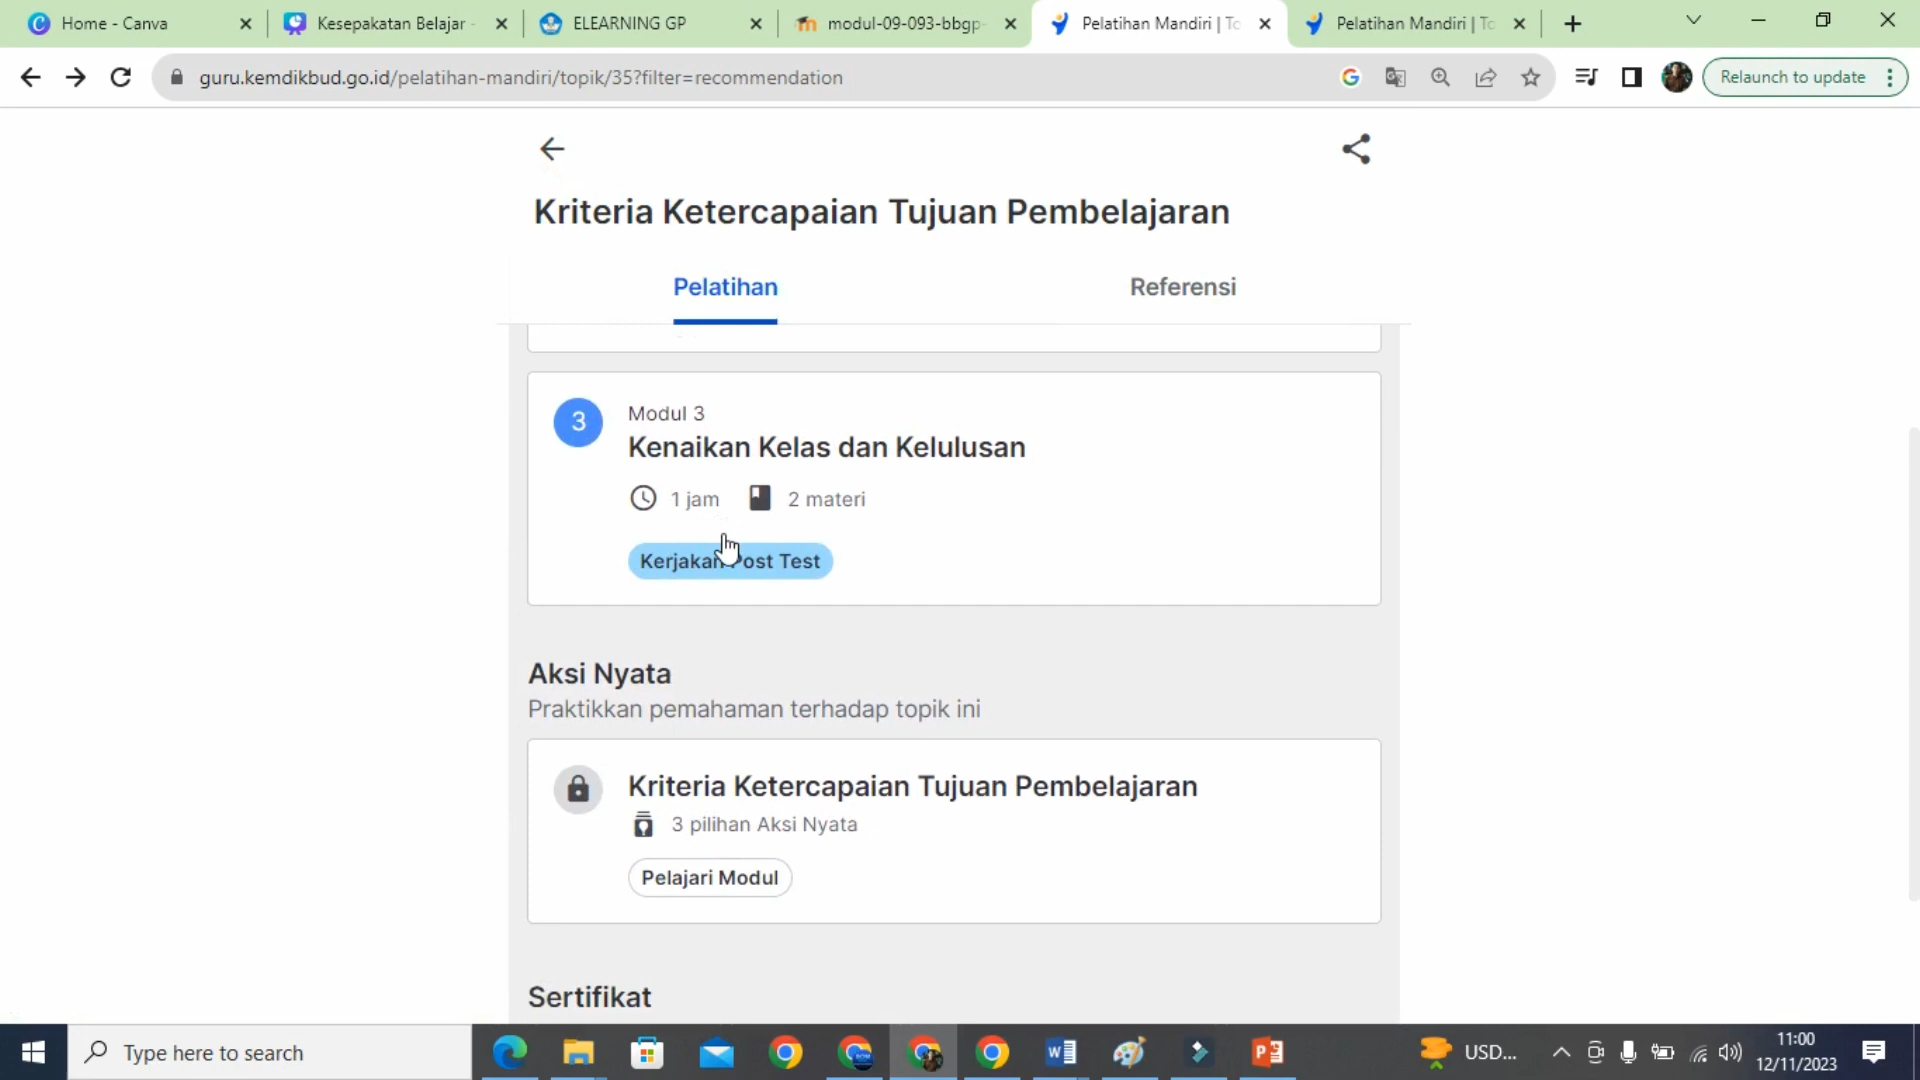 Home - Canva
Kesepakatan Belajar -
ELEARNING GP
modul-09-093-bbgp-
Pelatihan Mandiri | To
Pelatihan Mandiri | To
guru.kemdikbud.go.id/pelatihan-mandiri/topik/35?filter=recommendation
Relaunch to update
Kriteria Ketercapaian Tujuan Pembelajaran
Pelatihan
Referensi
3
Modul 3
Kenaikan Kelas dan Kelulusan
1 jam
2 materi
Kerjakan Post Test
Aksi Nyata
Praktikkan pemahaman terhadap topik ini
Kriteria Ketercapaian Tujuan Pembelajaran
3 pilihan Aksi Nyata
Pelajari Modul
Sertifikat
Type here to search
USD...
11:00
12/11/2023